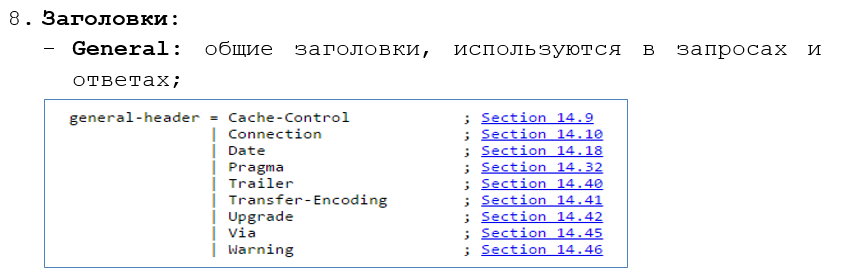 8. Заголовки:
- General: общие заголовки, используются в запросах и
ответах;
general-header = Cache-Control ; Section 14.9
| Connection ; Section 14.10
| Date ; Section 14.18
| Pragma ; Section 14.32
| Trailer ; Section 14.40
| Transfer-Encoding ; Section 14.41
| Upgrade ; Section 14.42
| Via ; Section 14.45
| Warning ; Section 14.46